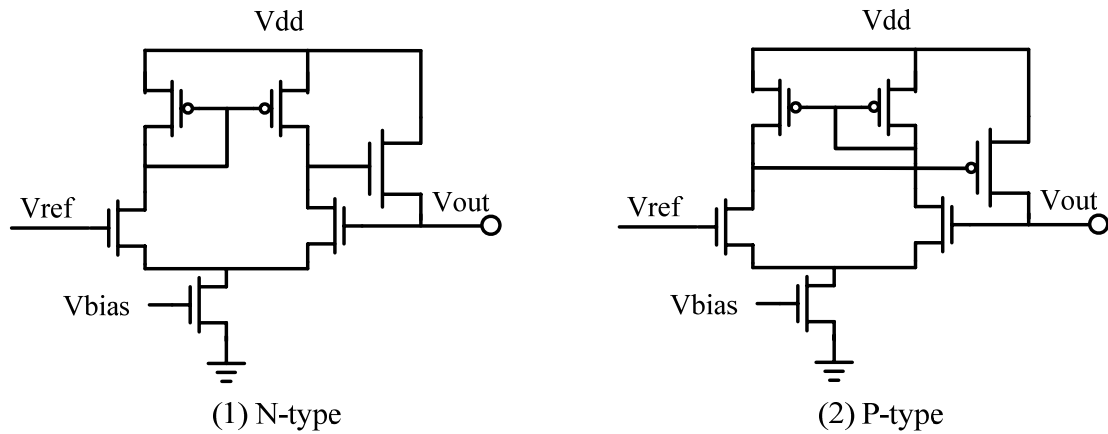 Vdd
Vref
Vout
Vbias
(1) N-type
Vdd
Vref
Vout
Vbias
(2) P-type